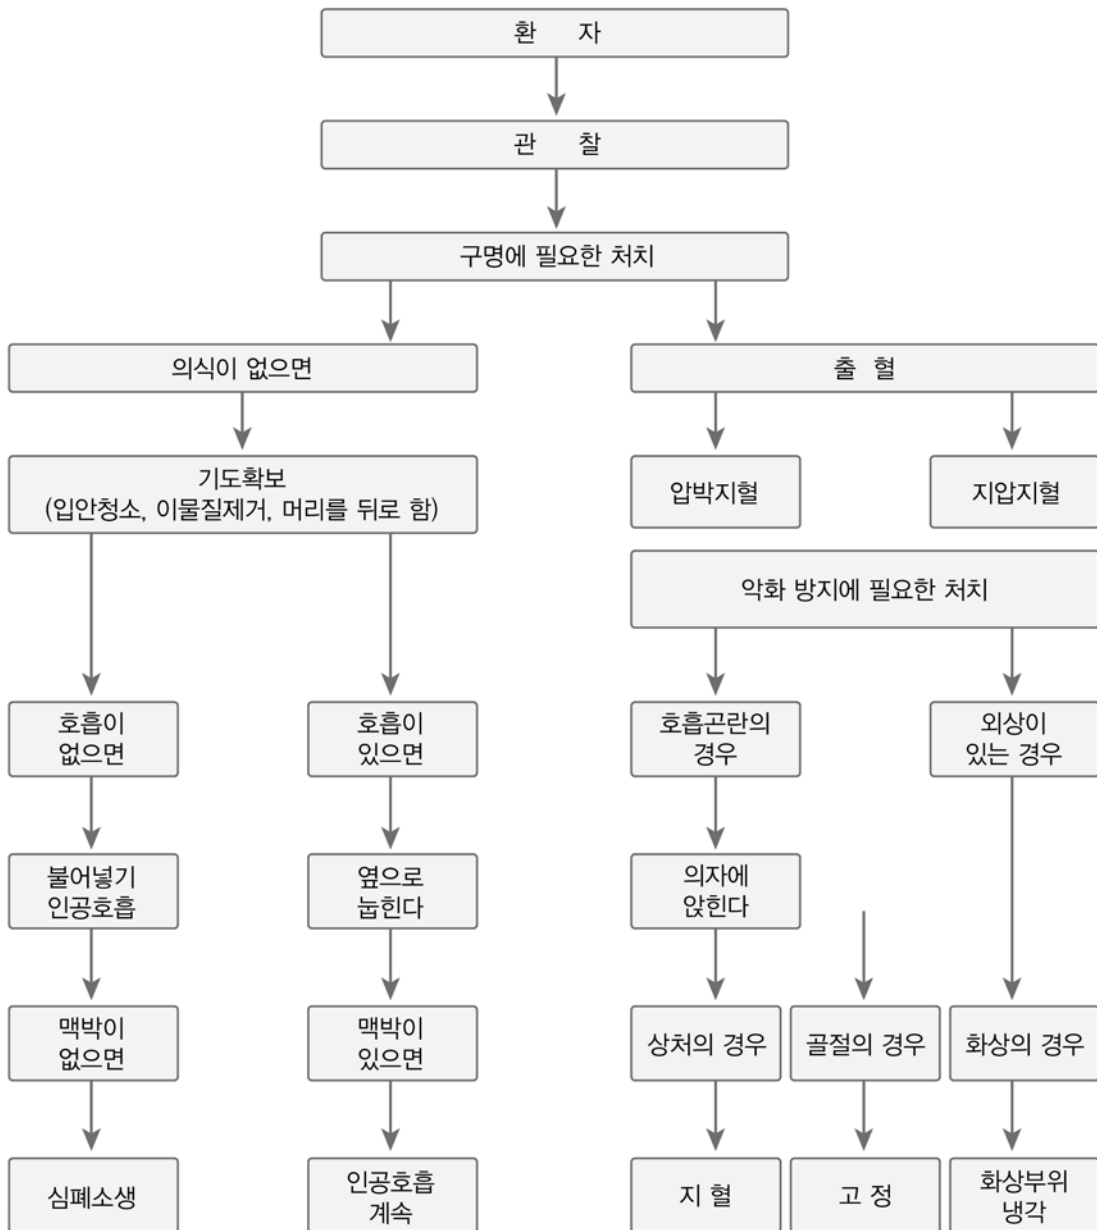 환 자
관 찰
구명에 필요한 처치
의식이 없으면
출 혈
기도확보
(입안청소, 이물질제거, 머리를 뒤로 함)
압박지혈
지압지혈
악화 방지에 필요한 처치
호흡이
없으면
호흡이
있으면
호흡곤란의
경우
외상이
있는 경우
불어넣기
인공호흡
옆으로
눕힌다
의자에
앉힌다
맥박이
없으면
맥박이
있으면
상처의 경우
골절의 경우
화상의 경우
심폐소생
인공호흡
계속
지 혈
고 정
화상부위
냉각